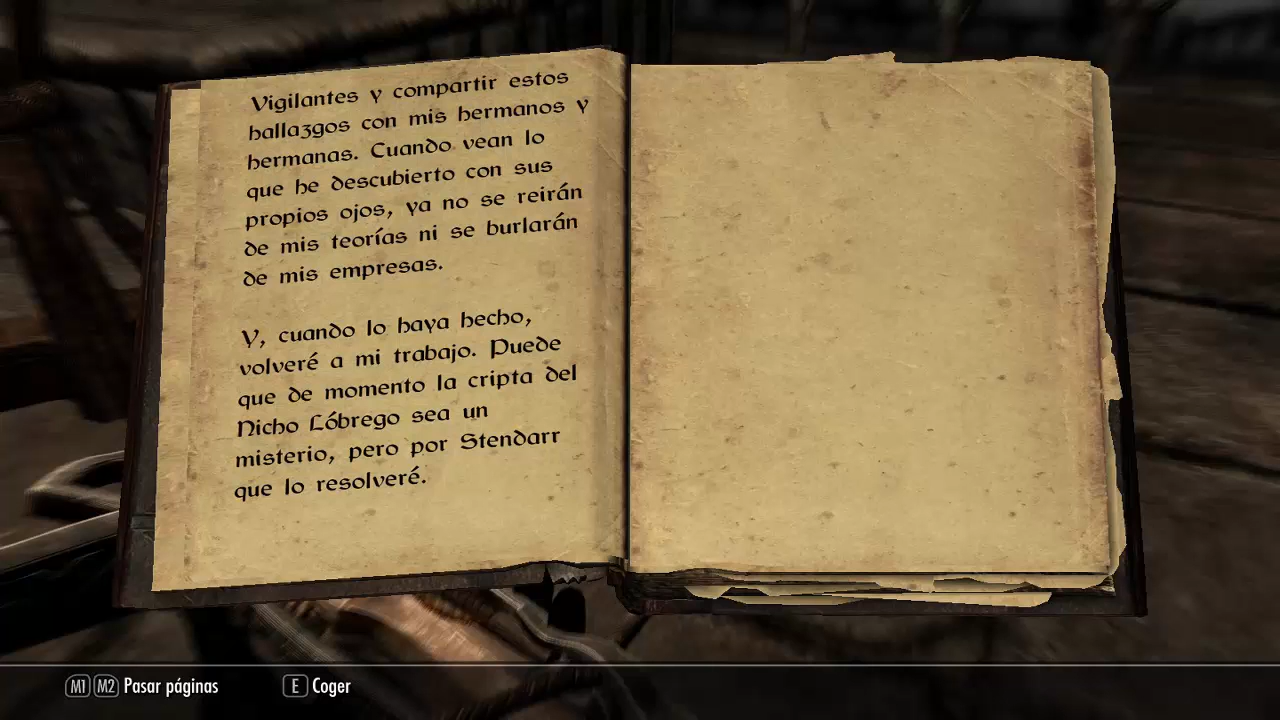 Vigilantes y compartir estos
hallazgos con mis hermanos y
hermanas. Cuando vean lo
que he descubierto con sus
propios ojos, ya no se reirán
de mis teorías ni se burlarán
de mis empresas.
Y, cuando lo haya hecho,
volveré a mi trabajo. Puede
que de momento la cripta del
Nicho Lóbrego sea un
misterio, pero por Stendarr
que lo resolveré.
M1 M2 Pasar páginas E Coger